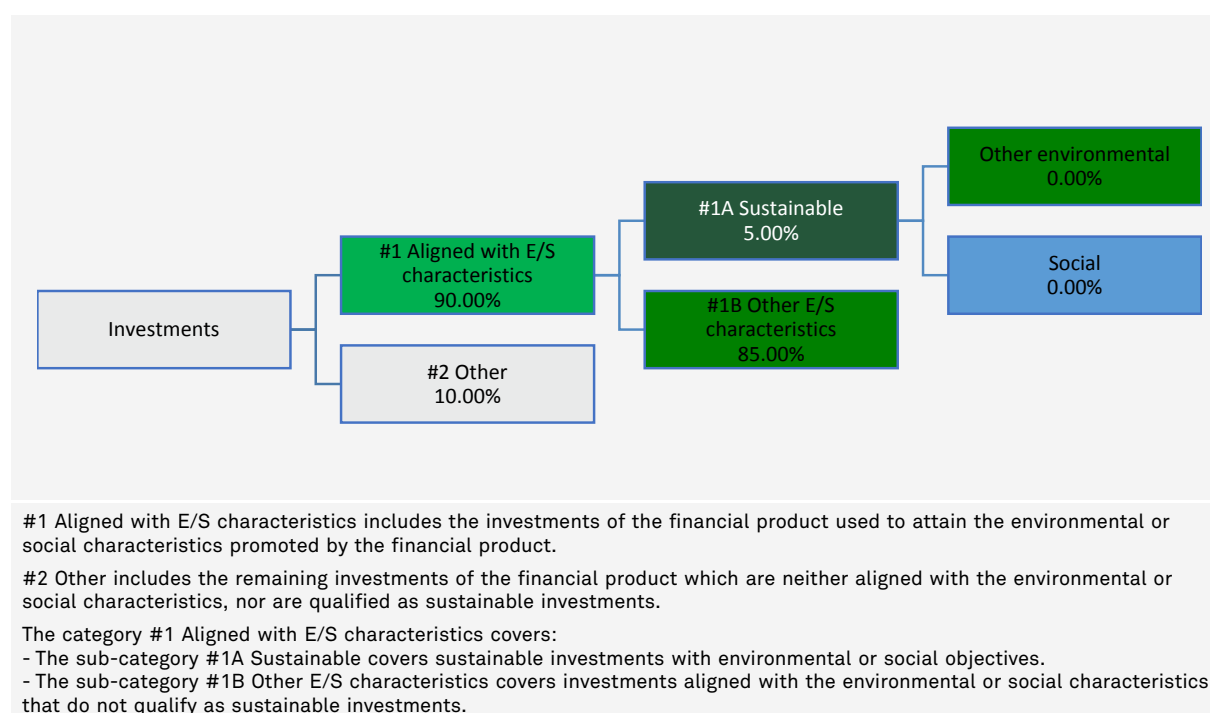 Other environmental
0.00%
#1A Sustainable
5.00%
#1 Aligned with E/S
characteristics
90.00%
Social
0.00%
Investments
#1B Other E/S
characteristics
85.00%
#2 Other
10.00%
#1 Aligned with E/S characteristics includes the investments of the financial product used to attain the environmental or
social characteristics promoted by the financial product.
#2 Other includes the remaining investments of the financial product which are neither aligned with the environmental or
social characteristics, nor are qualified as sustainable investments.
The category #1 Aligned with E/S characteristics covers:
- The sub-category #1A Sustainable covers sustainable investments with environmental or social objectives.
- The sub-category #1B Other E/S characteristics covers investments aligned with the environmental or social characteristics
that do not qualify as sustainable investments.